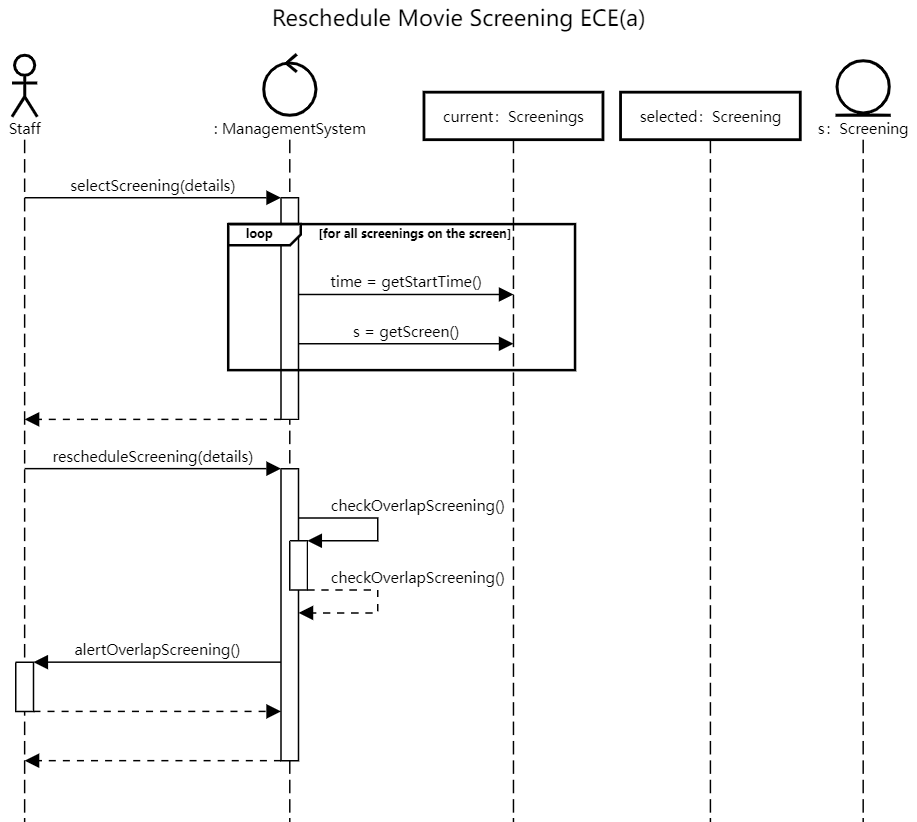 Reschedule Movie Screening ECE(a)
Staff
: ManagementSystem
current: Screenings
selected: Screening
s: Screening
selectScreening(details)
loop
[for all screenings on the screen]
time = getStartTime()
s = getScreen()
rescheduleScreening(details)
checkOverlapScreening()
checkOverlapScreening()
alertOverlapScreening()